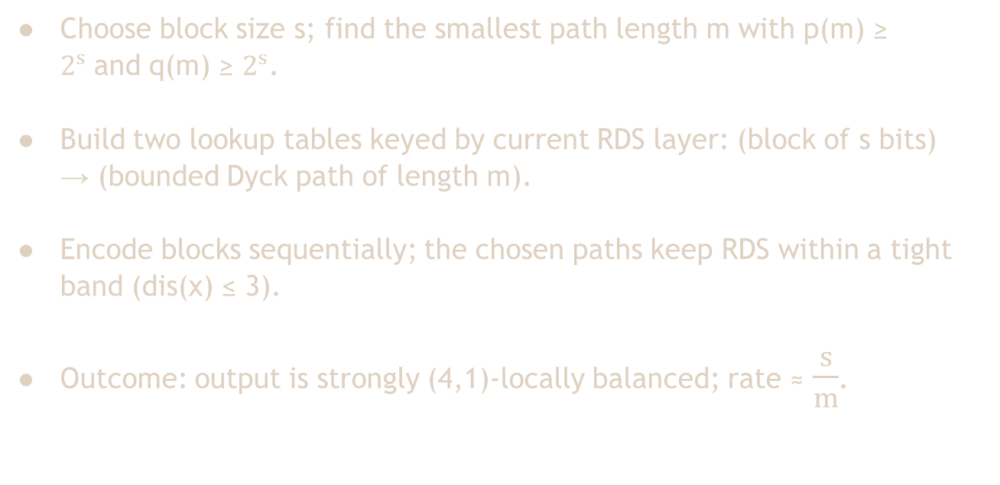 ● Choose block size s; find the smallest path length m with p(m) ≥
2ˢ and q(m) ≥ 2ˢ.
● Build two lookup tables keyed by current RDS layer: (block of s bits)
→ (bounded Dyck path of length m).
● Encode blocks sequentially; the chosen paths keep RDS within a tight
band (dis(x) ≤ 3).
● Outcome: output is strongly (4,1)-locally balanced; rate ≈ s/m.